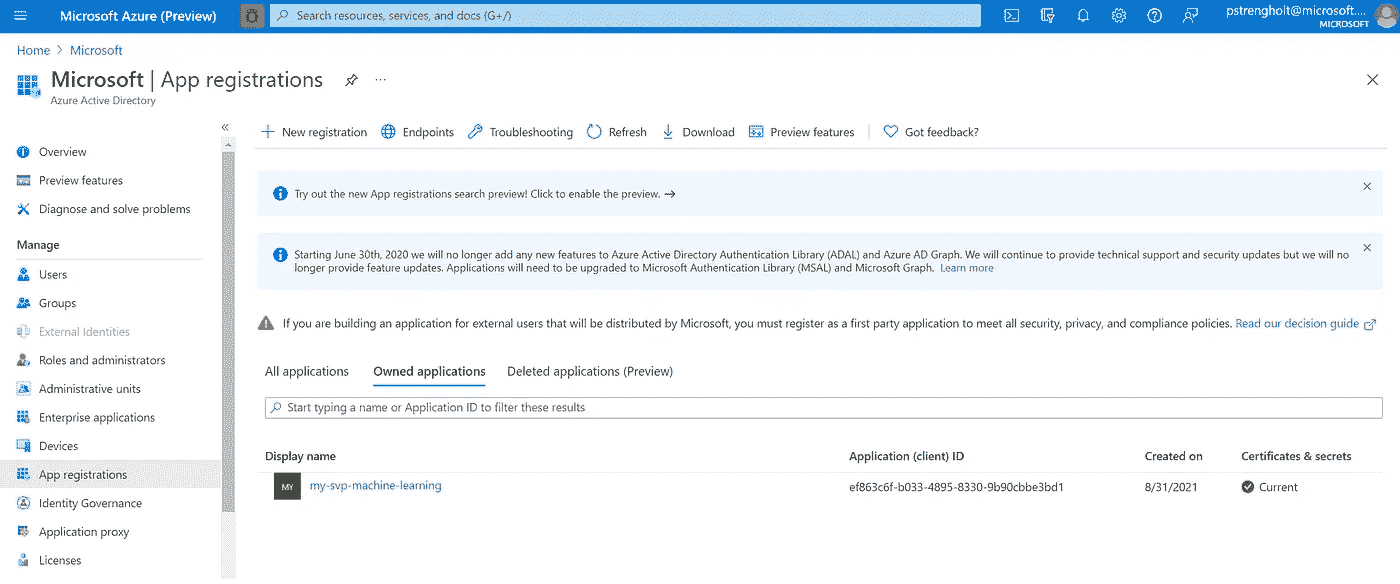 Microsoft Azure (Preview)
Search resources, services, and docs (G+/)
pstrengholt@microsoft....
MICROSOFT
Home > Microsoft
Microsoft | App registrations
Azure Active Directory
Overview
Preview features
Diagnose and solve problems
Manage
Users
Groups
External Identities
Roles and administrators
Administrative units
Enterprise applications
Devices
App registrations
Identity Governance
Application proxy
Licenses
New registration Endpoints Troubleshooting Refresh Download Preview features Got feedback?
Try out the new App registrations search preview! Click to enable the preview. →
Starting June 30th, 2020 we will no longer add any new features to Azure Active Directory Authentication Library (ADAL) and Azure AD Graph. We will continue to provide technical support and security updates but we will no
longer provide feature updates. Applications will need to be upgraded to Microsoft Authentication Library (MSAL) and Microsoft Graph. Learn more
If you are building an application for external users that will be distributed by Microsoft, you must register as a first party application to meet all security, privacy, and compliance policies. Read our decision guide
All applications Owned applications Deleted applications (Preview)
Start typing a name or Application ID to filter these results
Display name Application (client) ID Created on Certificates & secrets
MY my-svp-machine-learning ef863c6f-b033-4895-8330-9b90cbbe3bd1 8/31/2021 Current